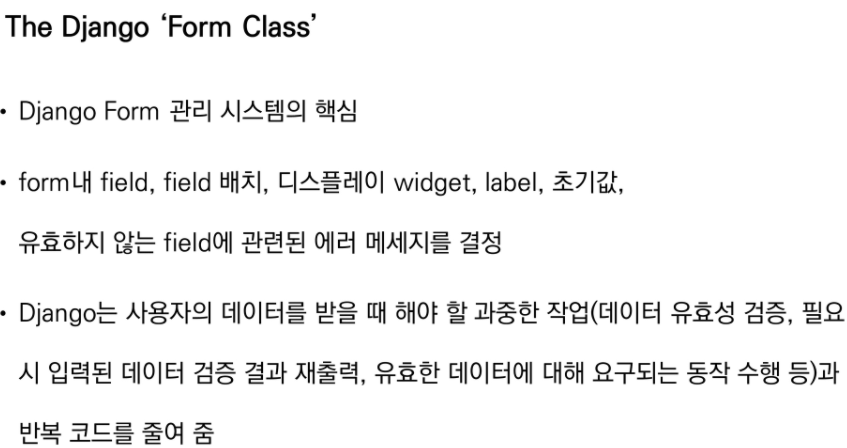 The Django ‘Form Class’
• Django Form 관리 시스템의 핵심
• form내 field, field 배치, 디스플레이 widget, label, 초기값,
유효하지 않는 field에 관련된 에러 메세지를 결정
• Django는 사용자의 데이터를 받을 때 해야 할 과중한 작업(데이터 유효성 검증, 필요
시 입력된 데이터 검증 결과 재출력, 유효한 데이터에 대해 요구되는 동작 수행 등)과
반복 코드를 줄여 줌